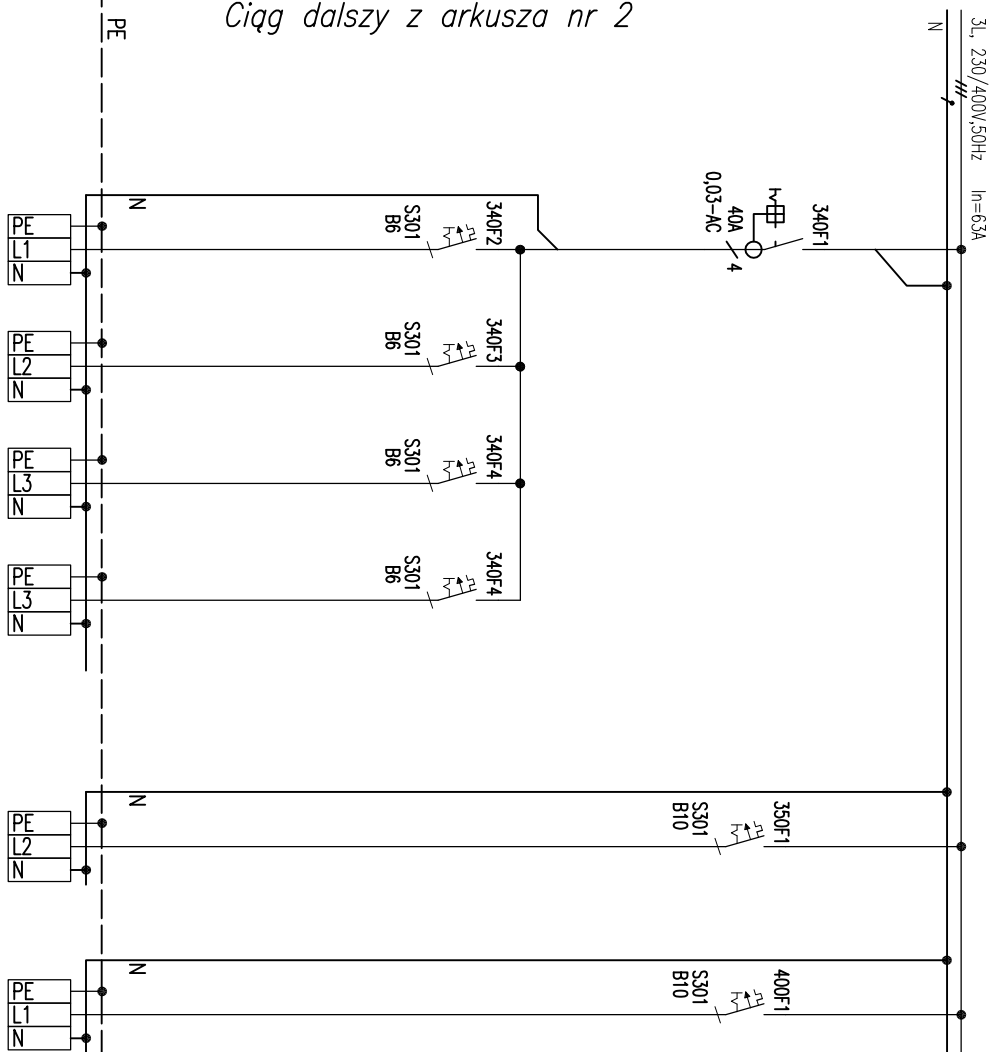 Ciąg dalszy z arkusza nr 2
3L, 230/400V,50Hz In=63A
N
PE
340F1
40A
0,03-AC
4
N
340F2
S301
B6
340F3
S301
B6
340F4
S301
B6
340F4
S301
B6
PE
L1
N
PE
L2
N
PE
L3
N
PE
L3
N
N
350F1
S301
B10
PE
L2
N
N
400F1
S301
B10
PE
L1
N